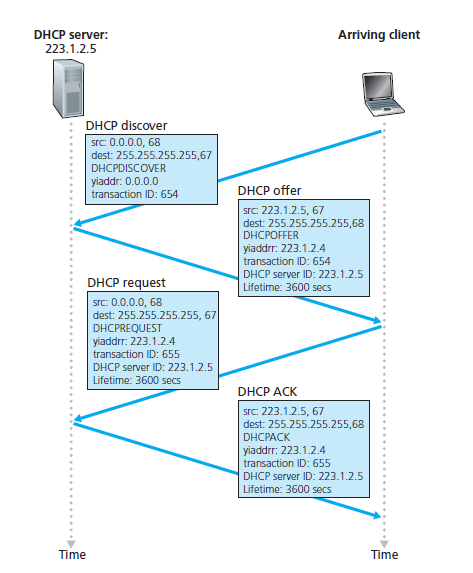 DHCP server:
223.1.2.5
Arriving client
DHCP discover
src: 0.0.0.0, 68
dest: 255.255.255.255,67
DHCPDISCOVER
yiaddr: 0.0.0.0
transaction ID: 654
DHCP offer
src: 223.1.2.5, 67
dest: 255.255.255.255,68
DHCPOFFER
yiaddrr: 223.1.2.4
transaction ID: 654
DHCP server ID: 223.1.2.5
Lifetime: 3600 secs
DHCP request
src: 0.0.0.0, 68
dest: 255.255.255.255, 67
DHCPREQUEST
yiaddrr: 223.1.2.4
transaction ID: 655
DHCP server ID: 223.1.2.5
Lifetime: 3600 secs
DHCP ACK
src: 223.1.2.5, 67
dest: 255.255.255.255,68
DHCPACK
yiaddrr: 223.1.2.4
transaction ID: 655
DHCP server ID: 223.1.2.5
Lifetime: 3600 secs
Time
Time